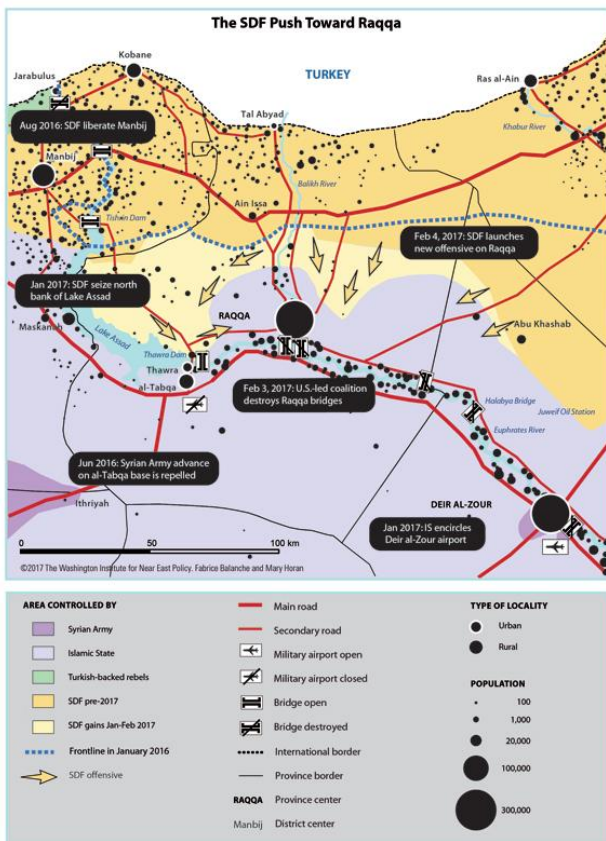 The SDF Push Toward Raqqa
Kobane
Jarabulus
TURKEY
Ras al-Ain
Tal Abyad
Khabur River
Aug 2016: SDF liberate Manbij
Manbij
Balikh River
Ain Issa
Tishrin Dam
Feb 4, 2017: SDF launches
new offensive on Raqqa
Jan 2017: SDF seize north
bank of Lake Assad
RAQQA
Maskanah
Lake Assad
Abu Khashab
Thawra Dam
Thawra
al-Tabqa
Feb 3, 2017: U.S.-led coalition
destroys Raqqa bridges
Halabya Bridge
Juweif Oil Station
Euphrates River
Jun 2016: Syrian Army advance
on al-Tabqa base is repelled
Ithriyah
DEIR AL-ZOUR
Jan 2017: IS encircles
Deir al-Zour airport
0
50
100 km
©2017 The Washington Institute for Near East Policy. Fabrice Balanche and Mary Horan
AREA CONTROLLED BY
Syrian Army
Islamic State
Turkish-backed rebels
SDF pre-2017
SDF gains Jan-Feb 2017
Frontline in January 2016
SDF offensive
Main road
Secondary road
Military airport open
Military airport closed
Bridge open
Bridge destroyed
International border
Province border
RAQQA Province center
Manbij District center
TYPE OF LOCALITY
Urban
Rural
POPULATION
100
1,000
20,000
100,000
300,000